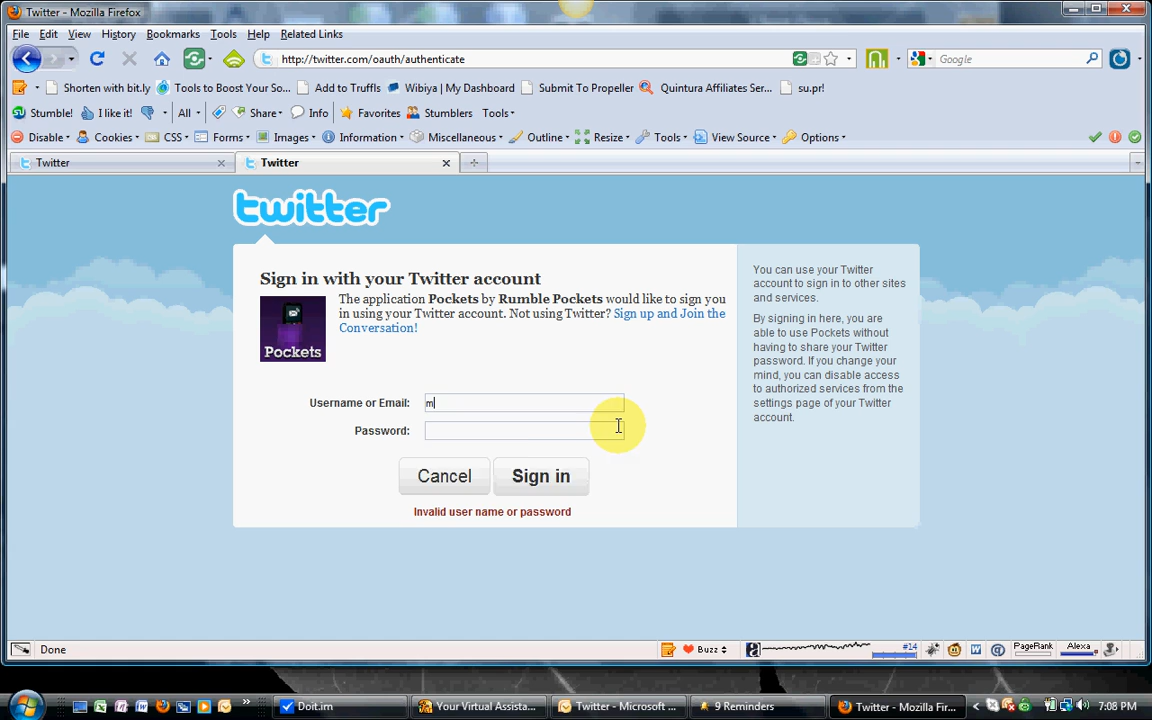 Twitter - Mozilla Firefox
File Edit View History Bookmarks Tools Help Related Links
http://twitter.com/oauth/authenticate
Google
Shorten with bit.ly Tools to Boost Your So... Add to Truffls Wibiya | My Dashboard Submit To Propeller Quintura Affiliates Ser... su.pr!
Stumble! I like it! All Share Info Favorites Stumblers Tools
Disable Cookies CSS Forms Images Information Miscellaneous Outline Resize Tools View Source Options
Twitter Twitter
twitter
Sign in with your Twitter account
Pockets
The application Pockets by Rumble Pockets would like to sign you
in using your Twitter account. Not using Twitter? Sign up and Join the
Conversation!
Username or Email: m
Password:
Cancel Sign in
Invalid user name or password
You can use your Twitter
account to sign in to other sites
and services.
By signing in here, you are
able to use Pockets without
having to share your Twitter
password. If you change your
mind, you can disable access
to authorized services from the
settings page of your Twitter
account.
Done
Buzz
#14
PageRank
Alexa
Doit.im Your Virtual Assista... Twitter - Microsoft ... 9 Reminders Twitter - Mozilla Fir... 7:08 PM